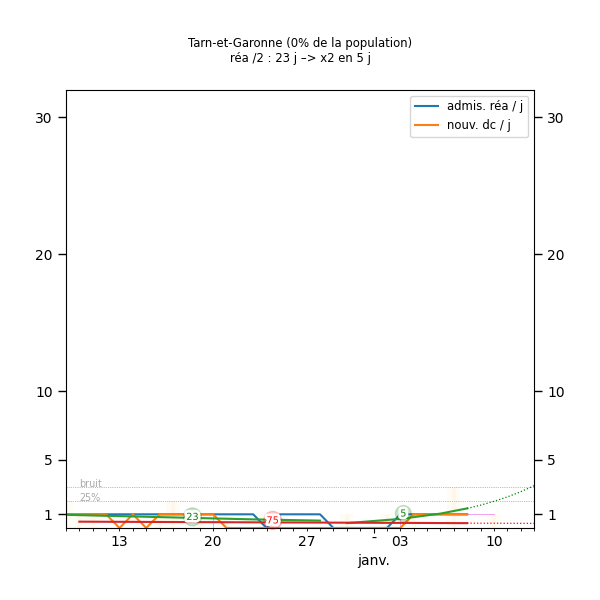 Tarn-et-Garonne (0% de la population)
réa /2 : 23 j –> x2 en 5 j
admis. réa / j
nouv. dc / j
30 30
20 20
10 10
5 5
bruit
25%
23 75 5
1 1
13 20 27 - 03 10
janv.